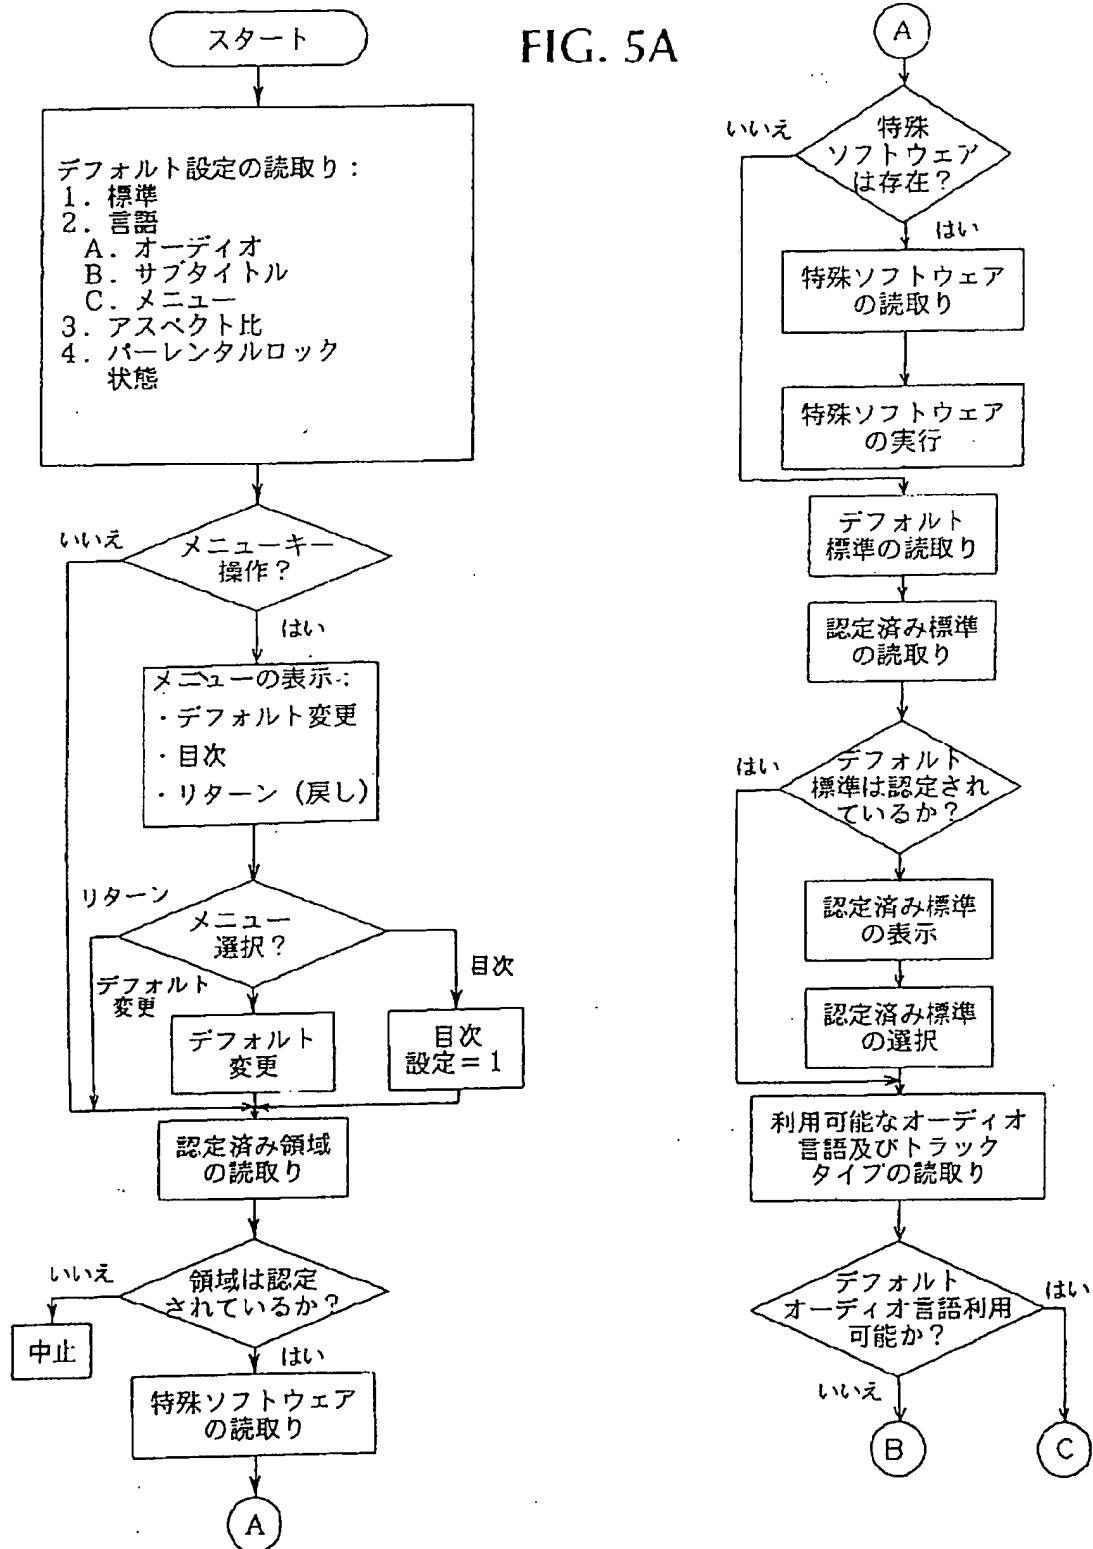 FIG. 5A
スタート
デフォルト設定の読取り：
1．標準
2．言語
A．オーディオ
B．サブタイトル
C．メニュー
3．アスペクト比
4．パーレンタルロック
状態
メニューキー
操作？
いいえ
はい
メニューの表示：
・デフォルト変更
・目次
・リターン（戻し）
メニュー
選択？
リターン
デフォルト
変更
目次
デフォルト
変更
目次
設定＝1
認定済み領域
の読取り
領域は認定
されているか？
いいえ
中止
はい
特殊ソフトウェア
の読取り
A
A
特殊
ソフトウェア
は存在？
いいえ
はい
特殊ソフトウェア
の読取り
特殊ソフトウェア
の実行
デフォルト
標準の読取り
認定済み標準
の読取り
デフォルト
標準は認定され
ているか？
はい
認定済み標準
の表示
認定済み標準
の選択
利用可能なオーディオ
言語及びトラック
タイプの読取り
デフォルト
オーディオ言語利用
可能か？
はい
いいえ
B
C